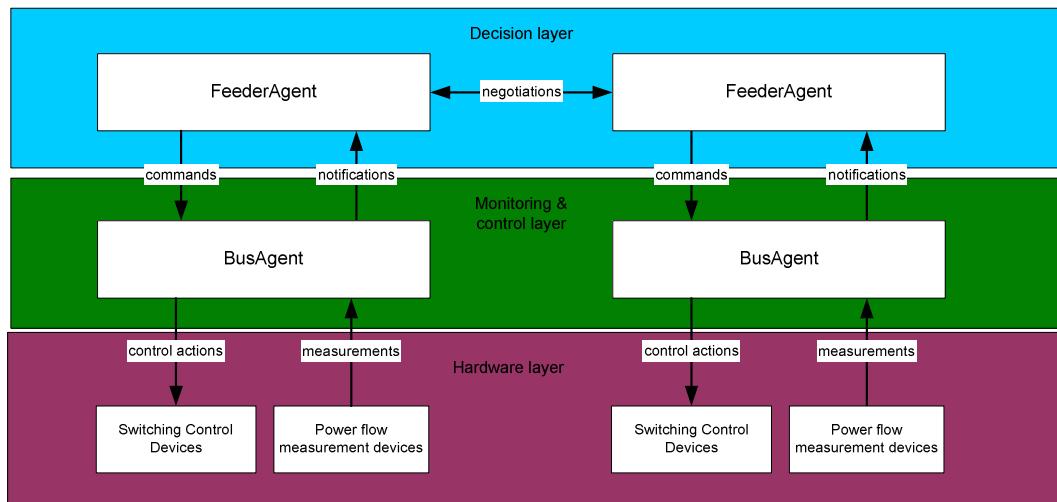 Decision layer
FeederAgent
negotiations
FeederAgent
commands
notifications
commands
notifications
Monitoring &
control layer
BusAgent
BusAgent
control actions
measurements
control actions
measurements
Hardware layer
Switching Control
Devices
Power flow
measurement devices
Switching Control
Devices
Power flow
measurement devices